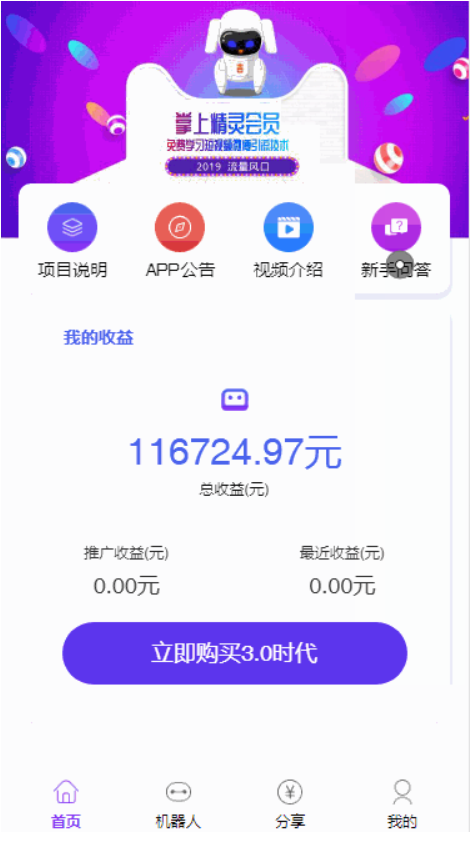 掌上精灵会员
免费学习短视频直播引流技术
2019 流量风口
项目说明 APP公告 视频介绍 新手问答
我的收益
116724.97元
总收益(元)
推广收益(元) 最近收益(元)
0.00元 0.00元
立即购买3.0时代
首页 机器人 分享 我的